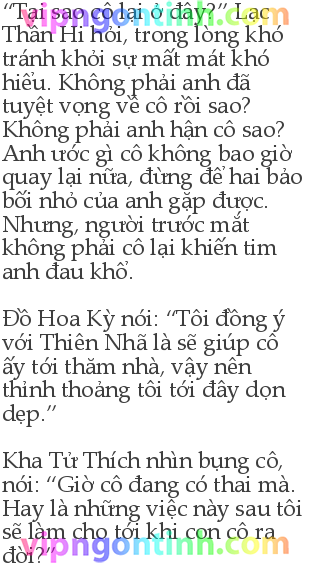 “Tại sao cô lại ở đây?” Lạc
Thần Hi hỏi, trong lòng khó
tránh khỏi sự mất mát khó
hiểu. Không phải anh đã
tuyệt vọng về cô rồi sao?
Không phải anh hận cô sao?
Anh ước gì cô không bao giờ
quay lại nữa, đừng để hai bảo
bối nhỏ của anh gặp được.
Nhưng, người trước mắt
không phải cô lại khiến tim
anh đau khổ.
Đồ Hoa Kỳ nói: “Tôi đồng ý
với Thiên Nhã là sẽ giúp cô
ấy tới thăm nhà, vậy nên
thỉnh thoảng tôi tới đây dọn
dẹp.”
Kha Tử Thích nhìn bụng cô,
nói: “Giờ cô đang có thai mà.
Hay là những việc này sau tôi
sẽ làm cho tới khi con cô ra
đời?”
vipngontinh.com
vipngontinh.com